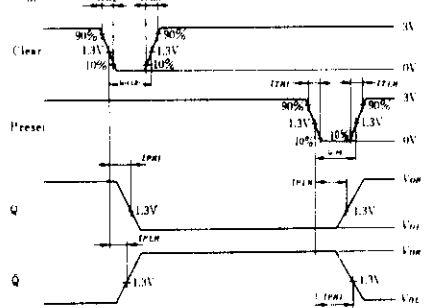 90% 90% 3V
Clear 1.3V 1.3V
10% 10% 0V
tTHL tTLH
90% 90% 3V
1.3V 1.3V
Preset 10% 10% 0V
tPHL tPLH VOH
Q 1.3V 1.3V
VOL
tPLH VOH
Q̄ 1.3V 1.3V
tPHL VOL